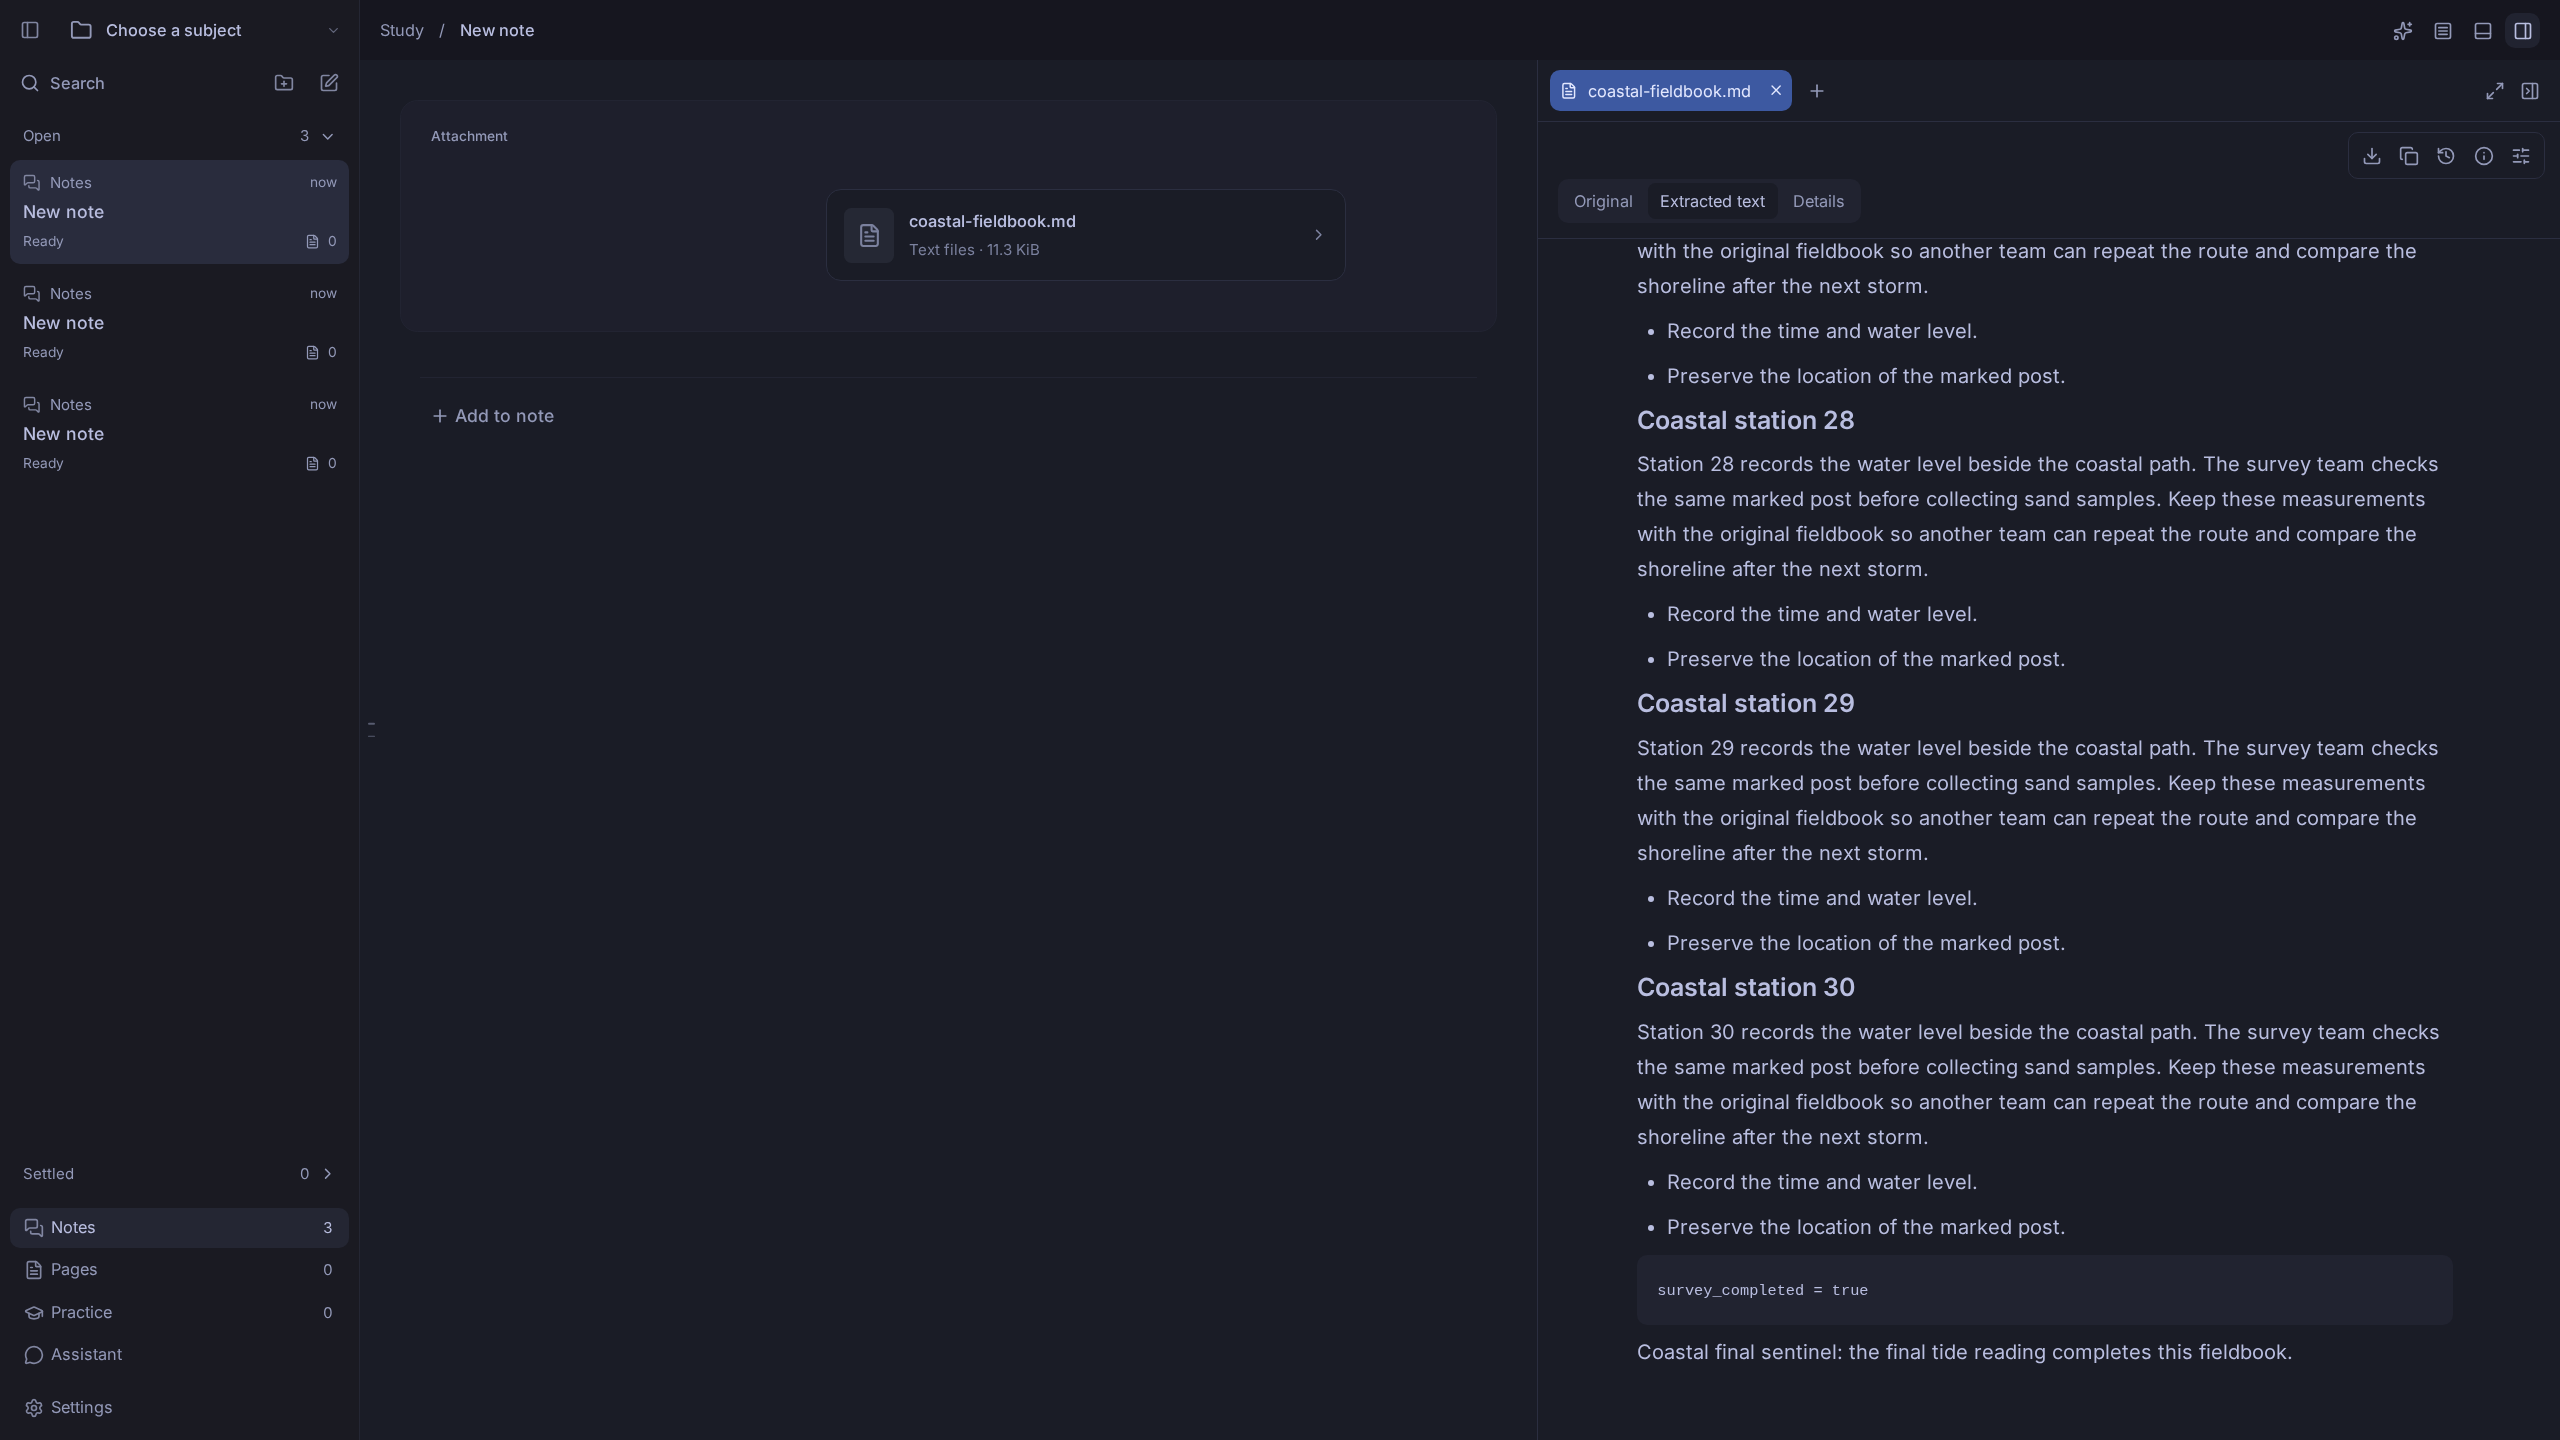 Choose a subject
Search
Open 3
Notes now
New note
Ready 0
Notes now
New note
Ready 0
Notes now
New note
Ready 0
Settled 0
Notes 3
Pages 0
Practice 0
Assistant
Settings
Study / New note
Attachment
coastal-fieldbook.md
Text files · 11.3 KiB
Add to note
coastal-fieldbook.md
Original Extracted text Details
with the original fieldbook so another team can repeat the route and compare the
shoreline after the next storm.
• Record the time and water level.
• Preserve the location of the marked post.
Coastal station 28
Station 28 records the water level beside the coastal path. The survey team checks
the same marked post before collecting sand samples. Keep these measurements
with the original fieldbook so another team can repeat the route and compare the
shoreline after the next storm.
• Record the time and water level.
• Preserve the location of the marked post.
Coastal station 29
Station 29 records the water level beside the coastal path. The survey team checks
the same marked post before collecting sand samples. Keep these measurements
with the original fieldbook so another team can repeat the route and compare the
shoreline after the next storm.
• Record the time and water level.
• Preserve the location of the marked post.
Coastal station 30
Station 30 records the water level beside the coastal path. The survey team checks
the same marked post before collecting sand samples. Keep these measurements
with the original fieldbook so another team can repeat the route and compare the
shoreline after the next storm.
• Record the time and water level.
• Preserve the location of the marked post.
survey_completed = true
Coastal final sentinel: the final tide reading completes this fieldbook.